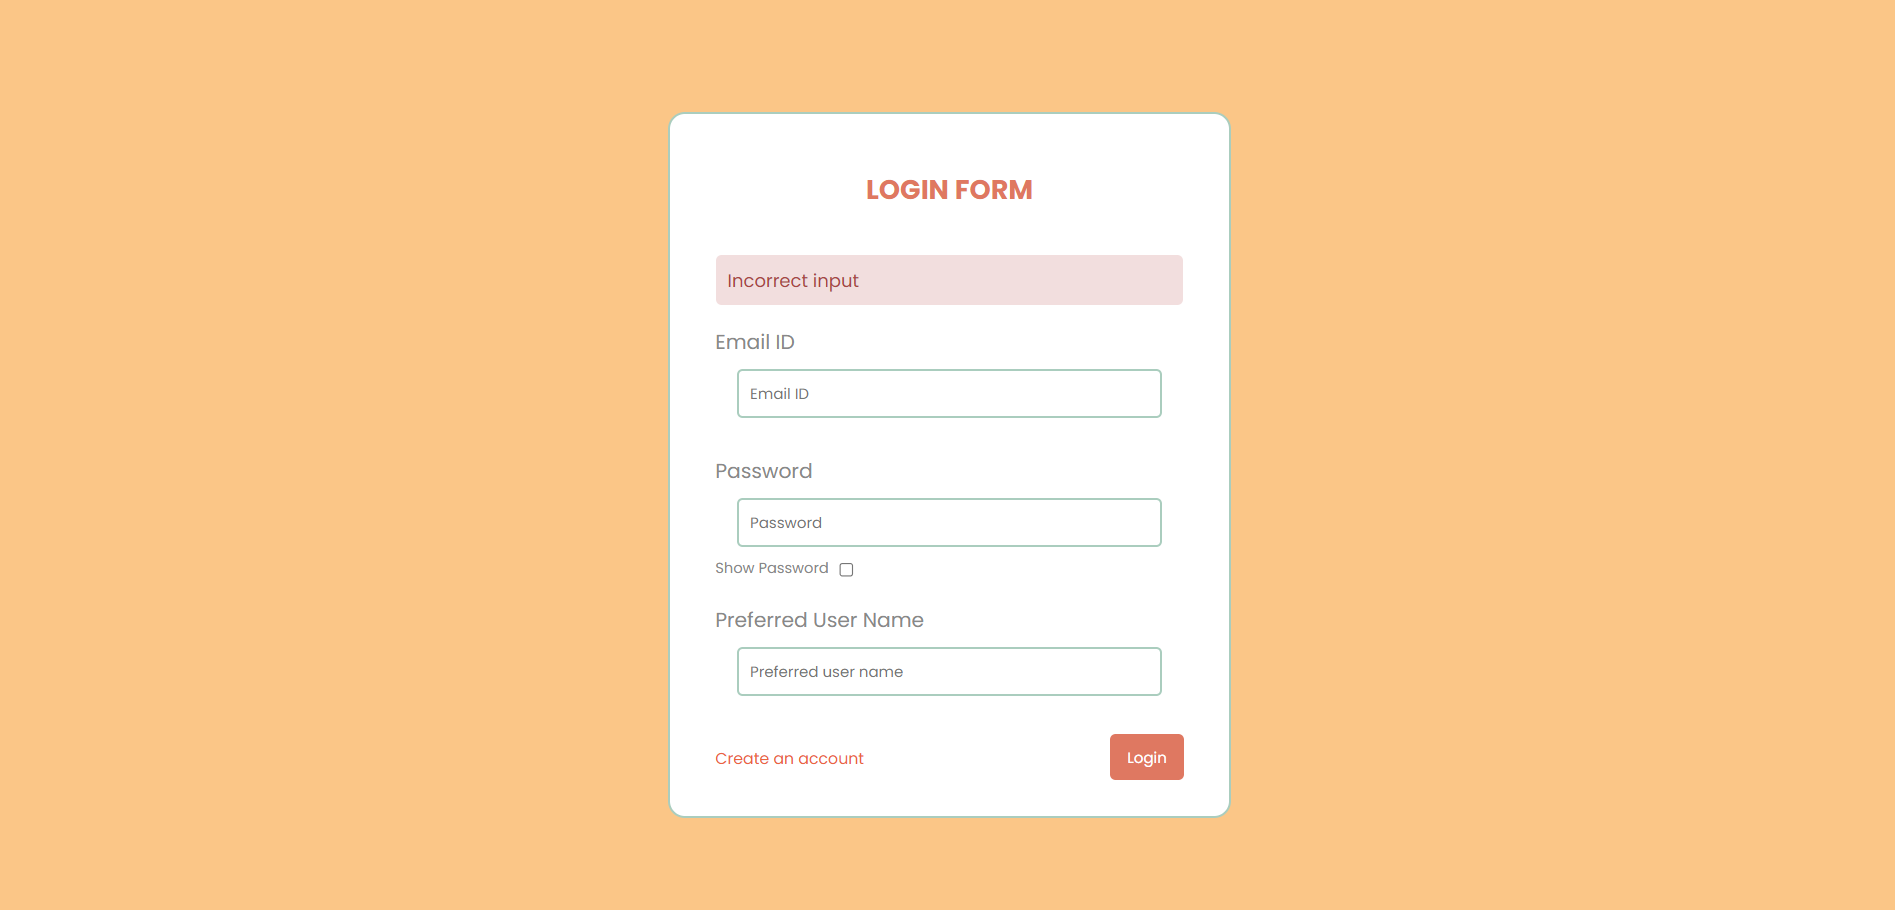 LOGIN FORM
Incorrect input
Email ID
Email ID
Password
Password
Show Password
Preferred User Name
Preferred user name
Create an account
Login